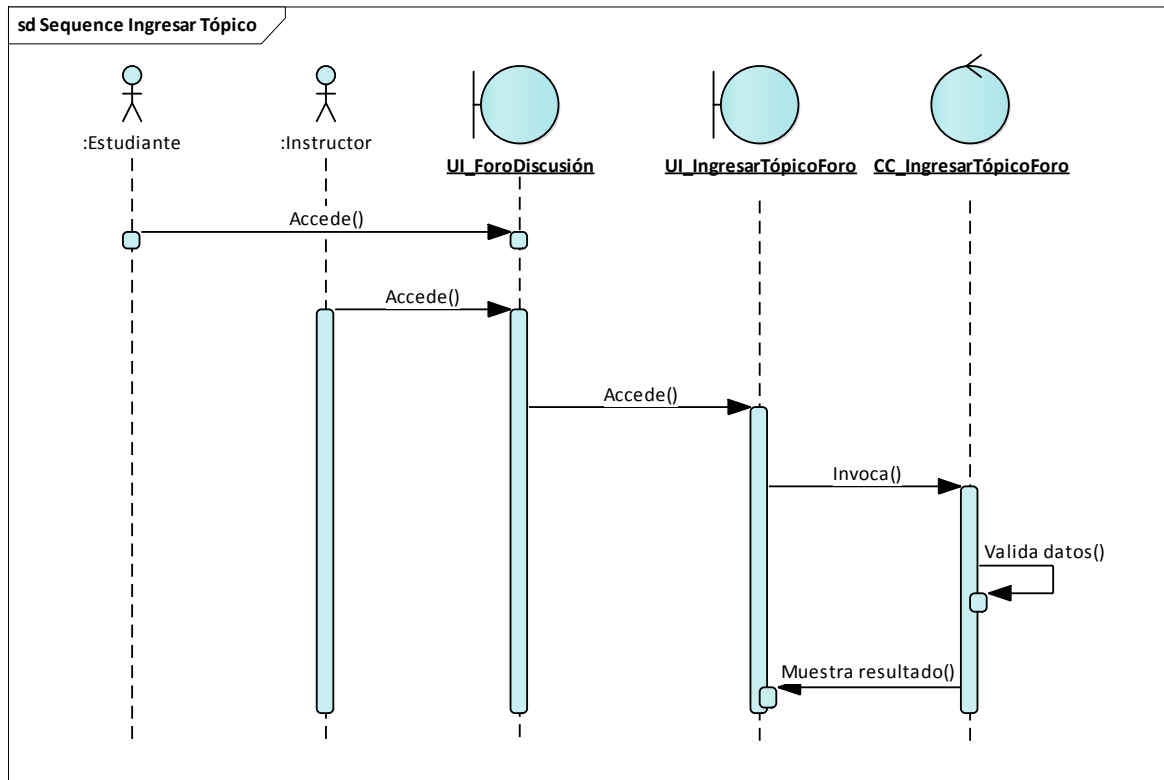 sd Sequence Ingresar Tópico
:Estudiante
:Instructor
UI_ForoDiscusión
UI_IngresarTópicoForo
CC_IngresarTópicoForo
Accede()
Accede()
Accede()
Invoca()
Valida datos()
Muestra resultado()